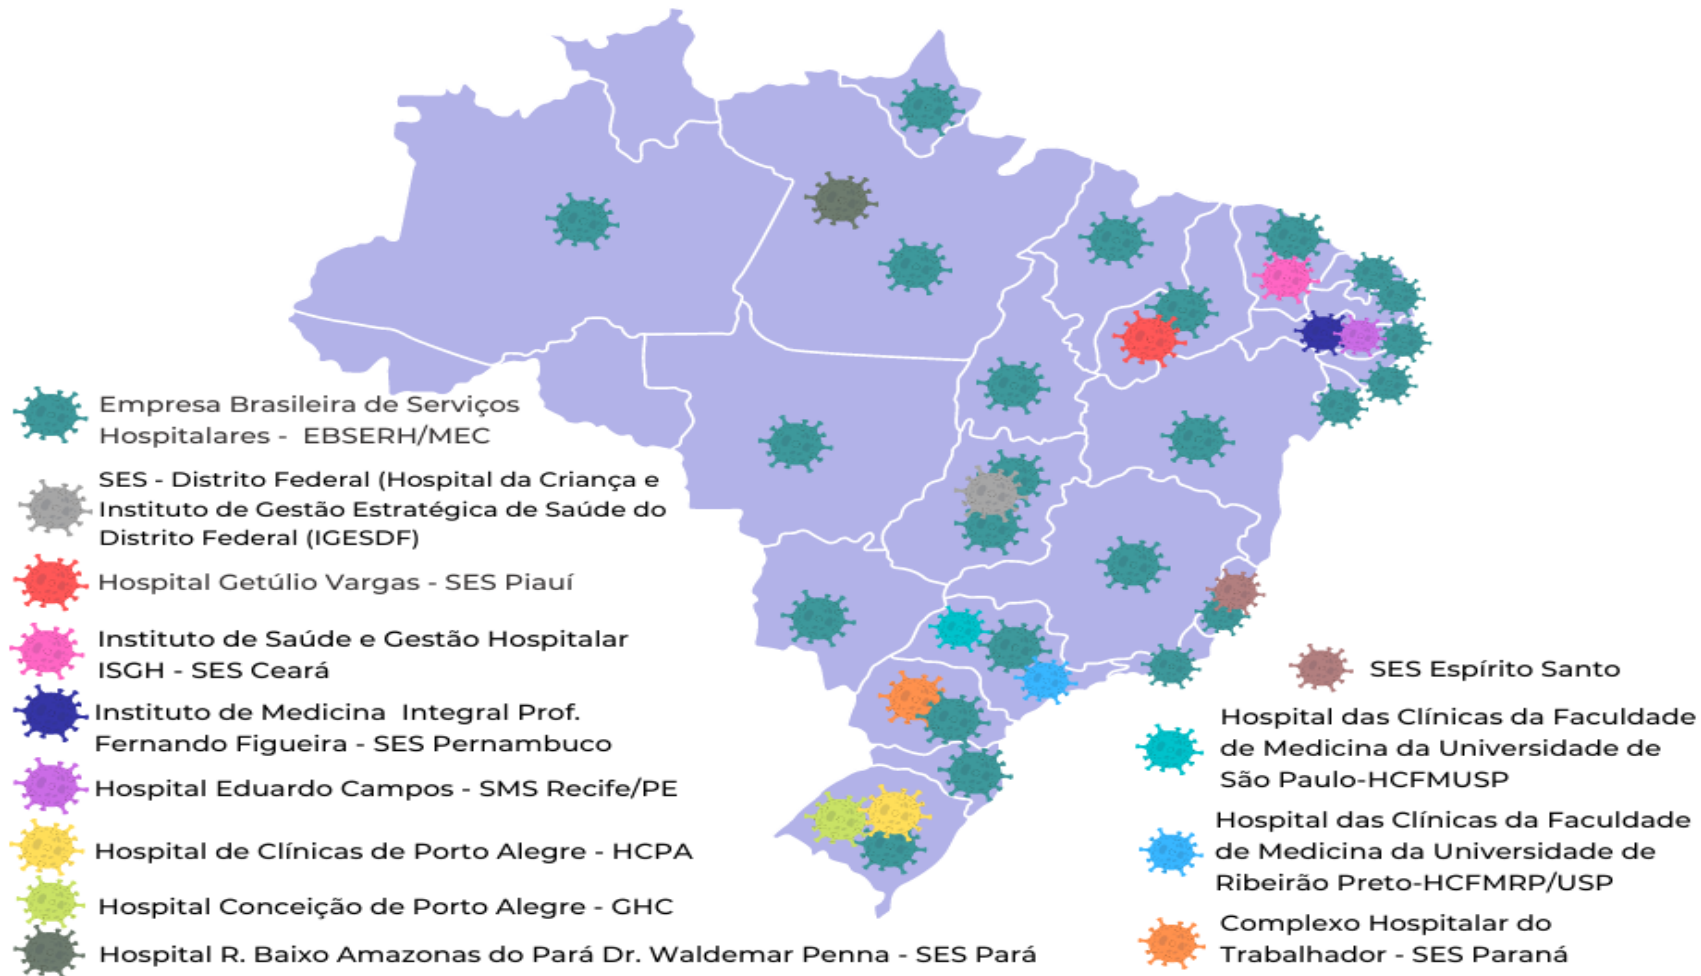 Empresa Brasileira de Serviços
Hospitalares - EBSERH/MEC
SES - Distrito Federal (Hospital da Criança e
Instituto de Gestão Estratégica de Saúde do
Distrito Federal (IGESDF)
Hospital Getúlio Vargas - SES Piauí
Instituto de Saúde e Gestão Hospitalar
ISGH - SES Ceará
Instituto de Medicina Integral Prof.
Fernando Figueira - SES Pernambuco
Hospital Eduardo Campos - SMS Recife/PE
Hospital de Clínicas de Porto Alegre - HCPA
Hospital Conceição de Porto Alegre - GHC
Hospital R. Baixo Amazonas do Pará Dr. Waldemar Penna - SES Pará
SES Espírito Santo
Hospital das Clínicas da Faculdade
de Medicina da Universidade de
São Paulo-HCFMUSP
Hospital das Clínicas da Faculdade
de Medicina da Universidade de
Ribeirão Preto-HCFMRP/USP
Complexo Hospitalar do
Trabalhador - SES Paraná